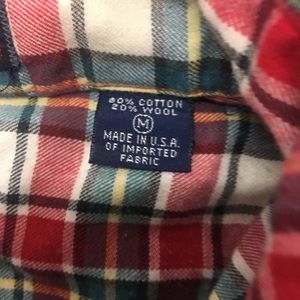 80% COTTON
20% WOOL
M
MADE IN U.S.A.
OF IMPORTED
FABRIC